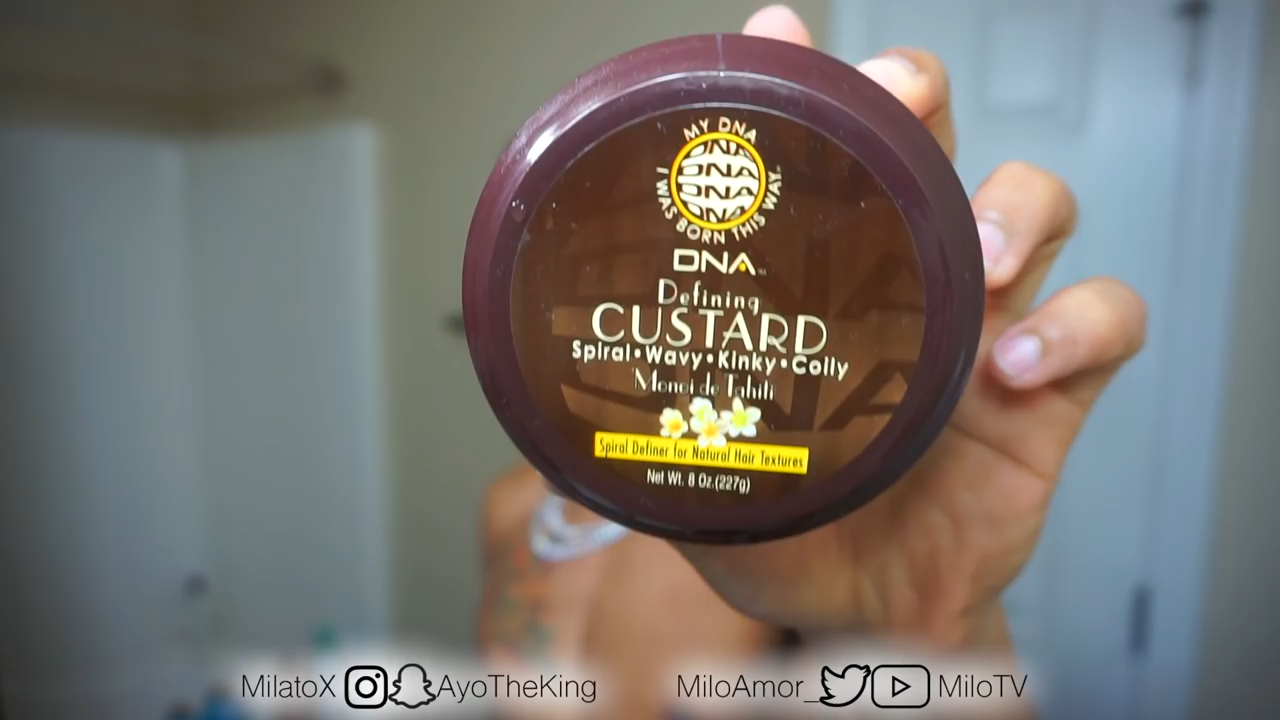 MY DNA
DNA
DNA
DNA
DNA
I WAS BORN THIS WAY.
DNA™
Defining
CUSTARD
Spiral•Wavy•Kinky•Coily
Monoi de Tahiti
Spiral Definer for Natural Hair Textures
Net Wt. 8 Oz.(227g)
MilatoX AyoTheKing MiloAmor_ MiloTV